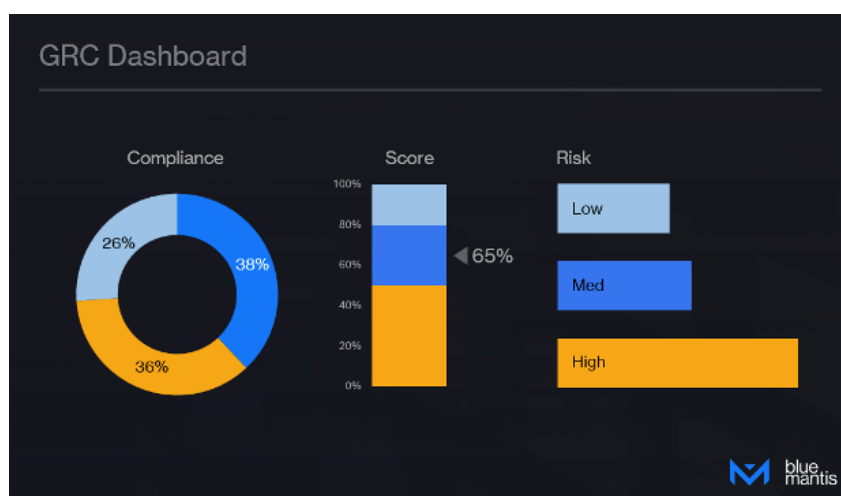 GRC Dashboard
Compliance
26%
38%
36%
Score
100%
80%
60%
40%
20%
0%
65%
Risk
Low
Med
High
blue
mantis